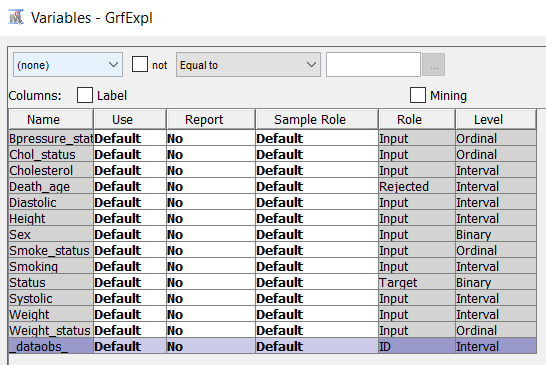 Variables - GrfExpl
(none) not Equal to ...
Columns: Label Mining
Name Use Report Sample Role Role Level
Bpressure_stat Default No Default Input Ordinal
Chol_status Default No Default Input Ordinal
Cholesterol Default No Default Input Interval
Death_age Default No Default Rejected Interval
Diastolic Default No Default Input Interval
Height Default No Default Input Interval
Sex Default No Default Input Binary
Smoke_status Default No Default Input Ordinal
Smoking Default No Default Input Interval
Status Default No Default Target Binary
Systolic Default No Default Input Interval
Weight Default No Default Input Interval
Weight_status Default No Default Input Ordinal
_dataobs_ Default No Default ID Interval